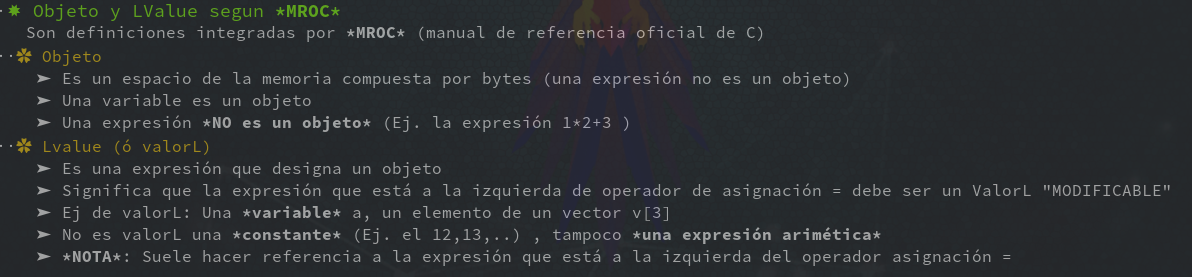 Objeto y LValue segun *MROC*
Son definiciones integradas por *MROC* (manual de referencia oficial de C)
Objeto
➤ Es un espacio de la memoria compuesta por bytes (una expresión no es un objeto)
➤ Una variable es un objeto
➤ Una expresión *NO es un objeto* (Ej. la expresión 1*2+3 )
Lvalue (ó valorL)
➤ Es una expresión que designa un objeto
➤ Significa que la expresión que está a la izquierda de operador de asignación = debe ser un ValorL "MODIFICABLE"
➤ Ej de valorL: Una *variable* a, un elemento de un vector v[3]
➤ No es valorL una *constante* (Ej. el 12,13,..) , tampoco *una expresión arimética*
➤ *NOTA*: Suele hacer referencia a la expresión que está a la izquierda del operador asignación =